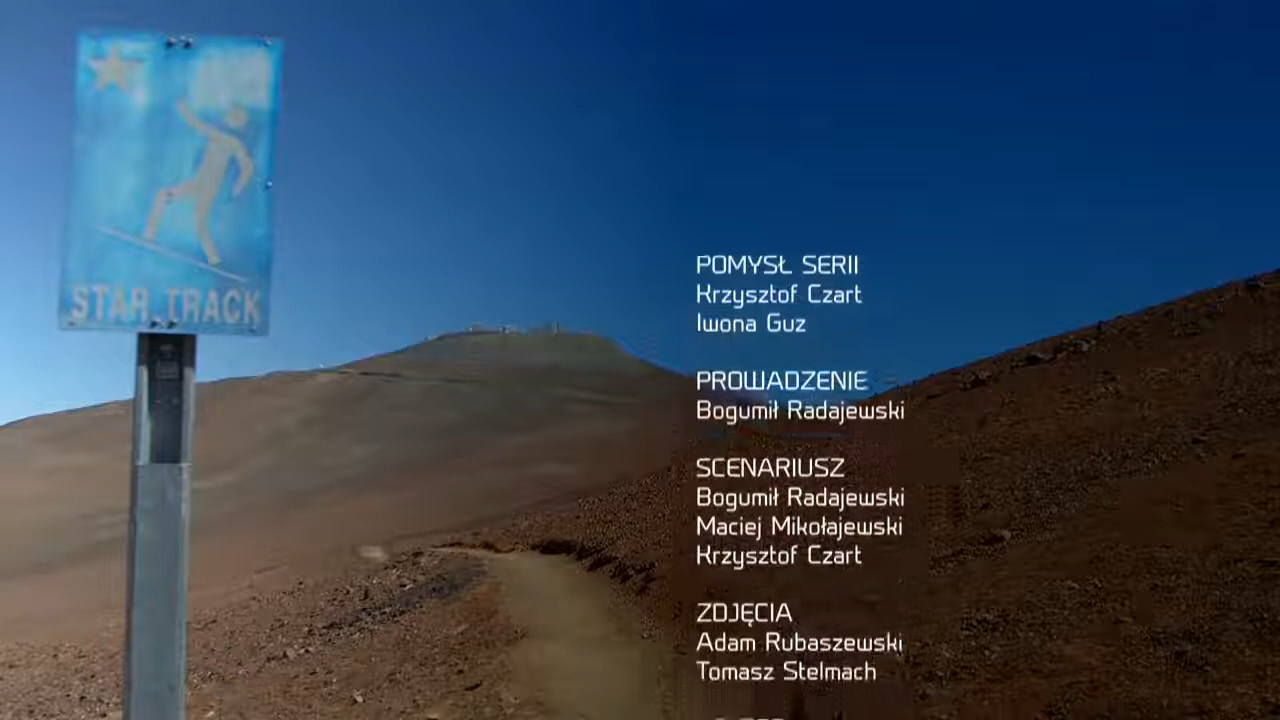 STAR TRACK
POMYSŁ SERII
Krzysztof Czart
Iwona Guz
PROWADZENIE
Bogumił Radajewski
SCENARIUSZ
Bogumił Radajewski
Maciej Mikołajewski
Krzysztof Czart
ZDJĘCIA
Adam Rubaszewski
Tomasz Stelmach